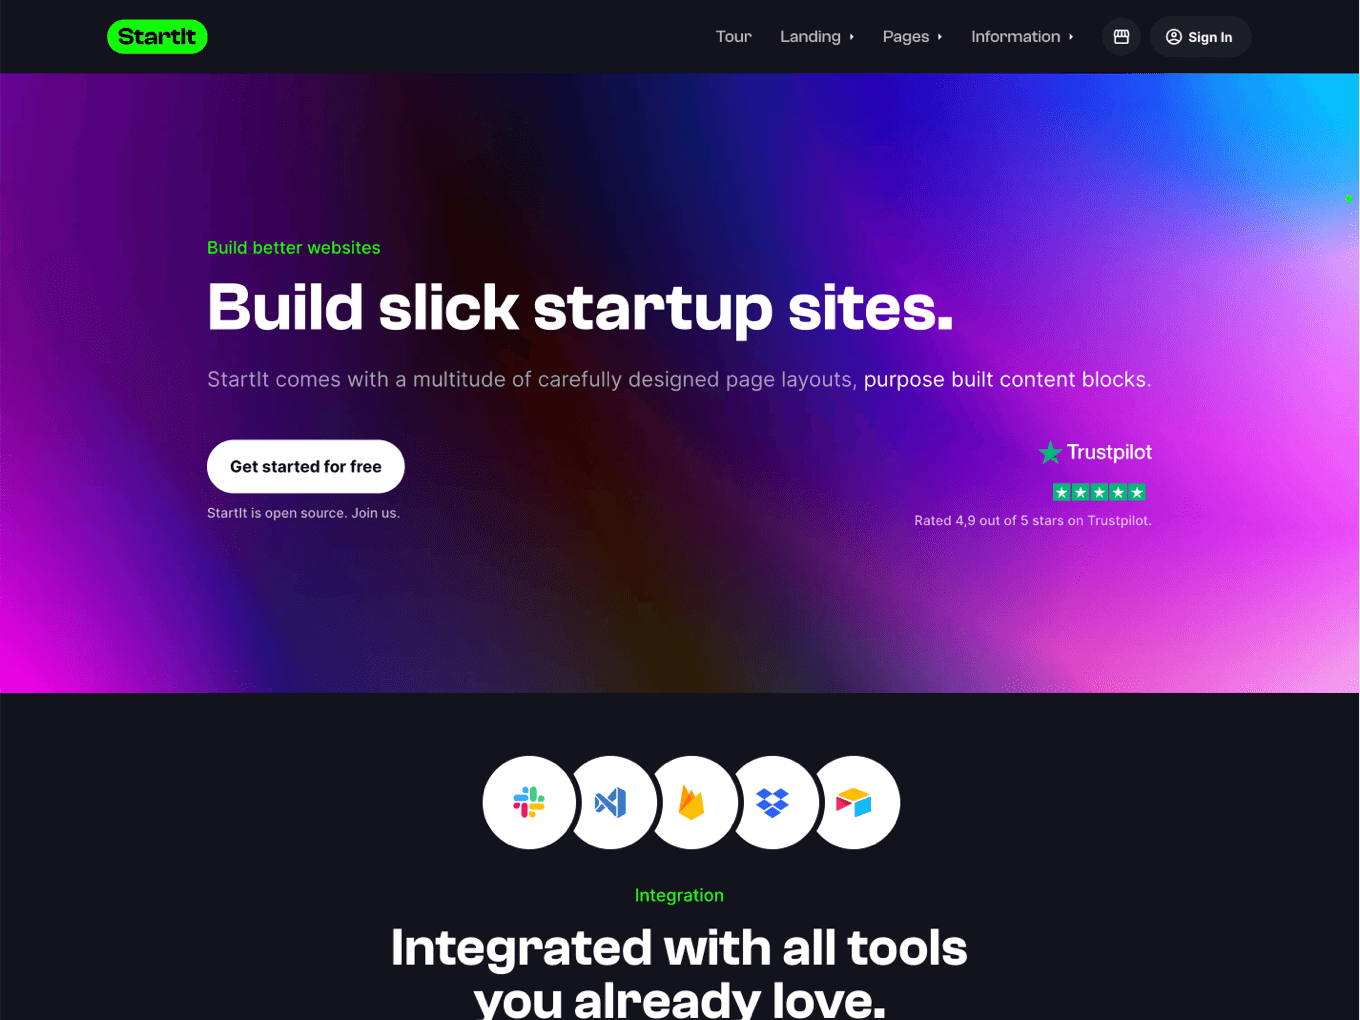 StartIt
Tour Landing Pages Information Sign In
Build better websites
Build slick startup sites.
StartIt comes with a multitude of carefully designed page layouts, purpose built content blocks.
Get started for free
StartIt is open source. Join us.
Trustpilot
Rated 4,9 out of 5 stars on Trustpilot.
Integration
Integrated with all tools
you already love.